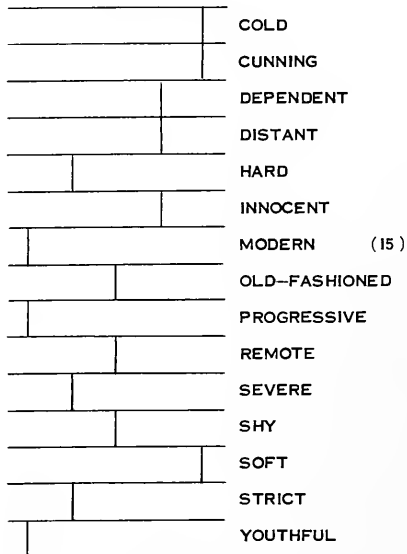 COLD
CUNNING
DEPENDENT
DISTANT
HARD
INNOCENT
MODERN (15)
OLD-FASHIONED
PROGRESSIVE
REMOTE
SEVERE
SHY
SOFT
STRICT
YOUTHFUL